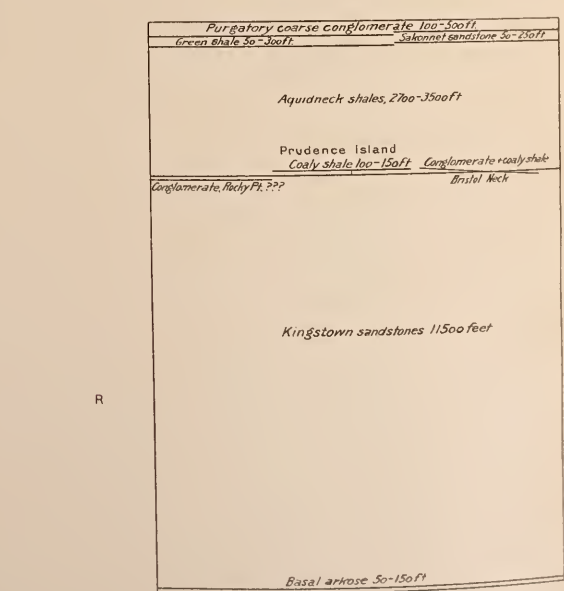 Purgatory coarse conglomerate 100-500ft.
Green shale 50-300ft. Sakonnet sandstone 50-250ft
Aquidneck shales, 2700-3500ft
Prudence Island
Coaly shale 100-150ft Conglomerate + coaly shale
Conglomerate, Rocky Pt. ??? Bristol Neck
Kingstown sandstones 11500 feet
R
Basal arkose 50-150ft